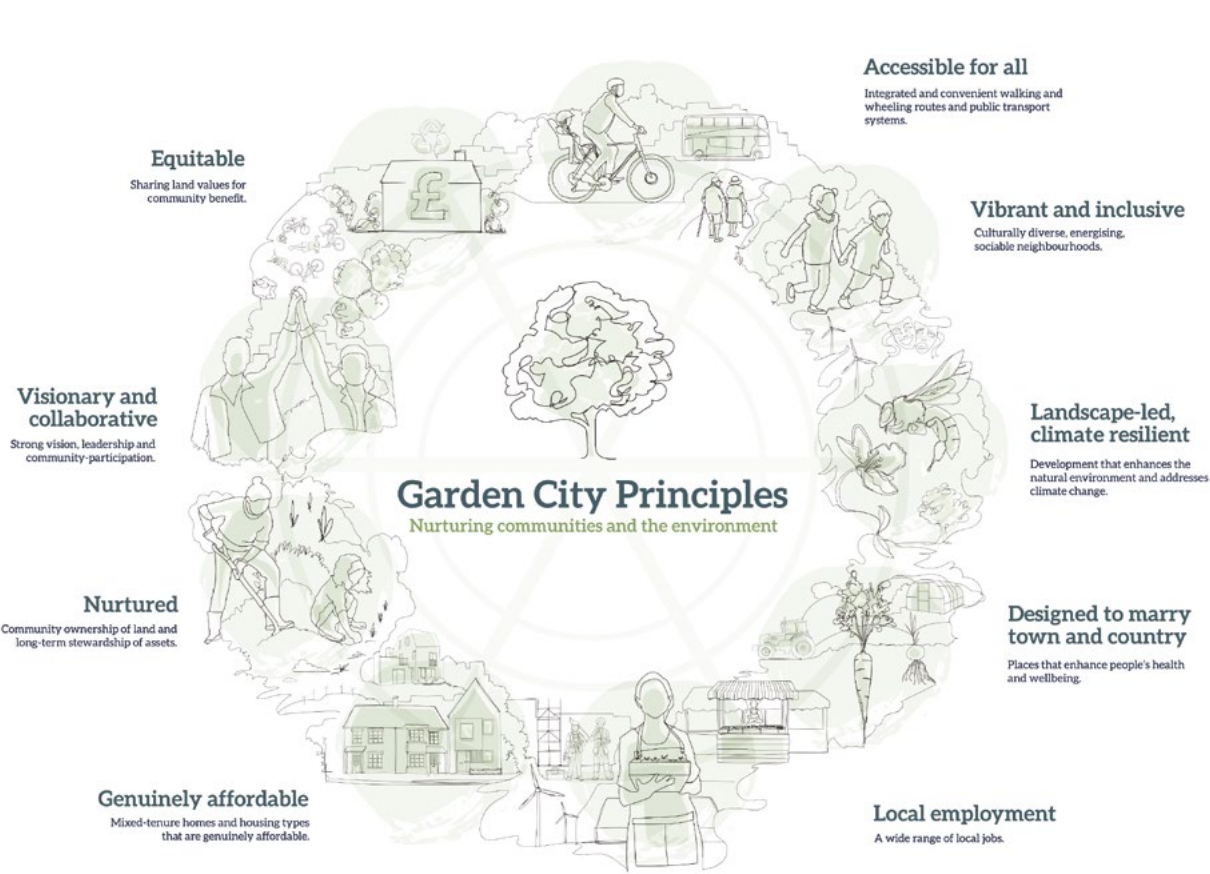 Garden City Principles
Nurturing communities and the environment
Accessible for all
Integrated and convenient walking and
wheeling routes and public transport
systems.
Vibrant and inclusive
Culturally diverse, energising,
sociable neighbourhoods.
Landscape-led,
climate resilient
Development that enhances the
natural environment and addresses
climate change.
Designed to marry
town and country
Places that enhance people's health
and wellbeing.
Local employment
A wide range of local jobs.
Genuinely affordable
Mixed-tenure homes and housing types
that are genuinely affordable.
Nurtured
Community ownership of land and
long-term stewardship of assets.
Visionary and
collaborative
Strong vision, leadership and
community-participation.
Equitable
Sharing land values for
community benefit.
£